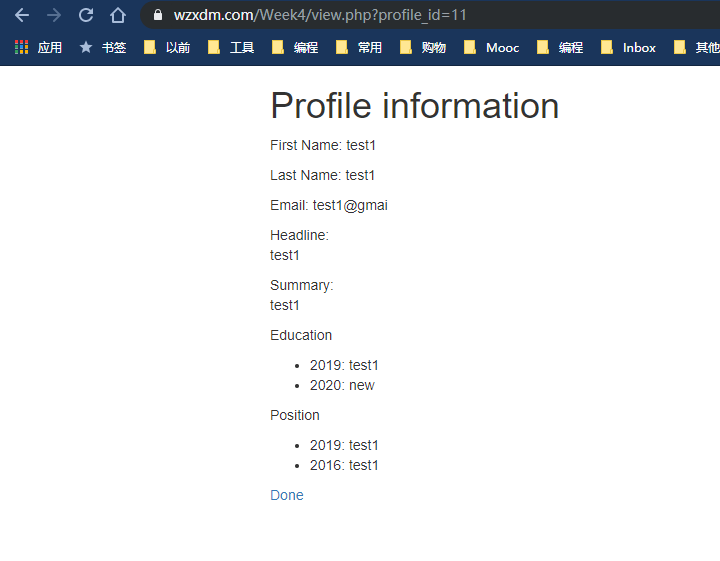 wzxdm.com/Week4/view.php?profile_id=11
应用 书签 以前 工具 编程 常用 购物 Mooc 编程 Inbox 其他
Profile information
First Name: test1
Last Name: test1
Email: test1@gmai
Headline:
test1
Summary:
test1
Education
• 2019: test1
• 2020: new
Position
• 2019: test1
• 2016: test1
Done